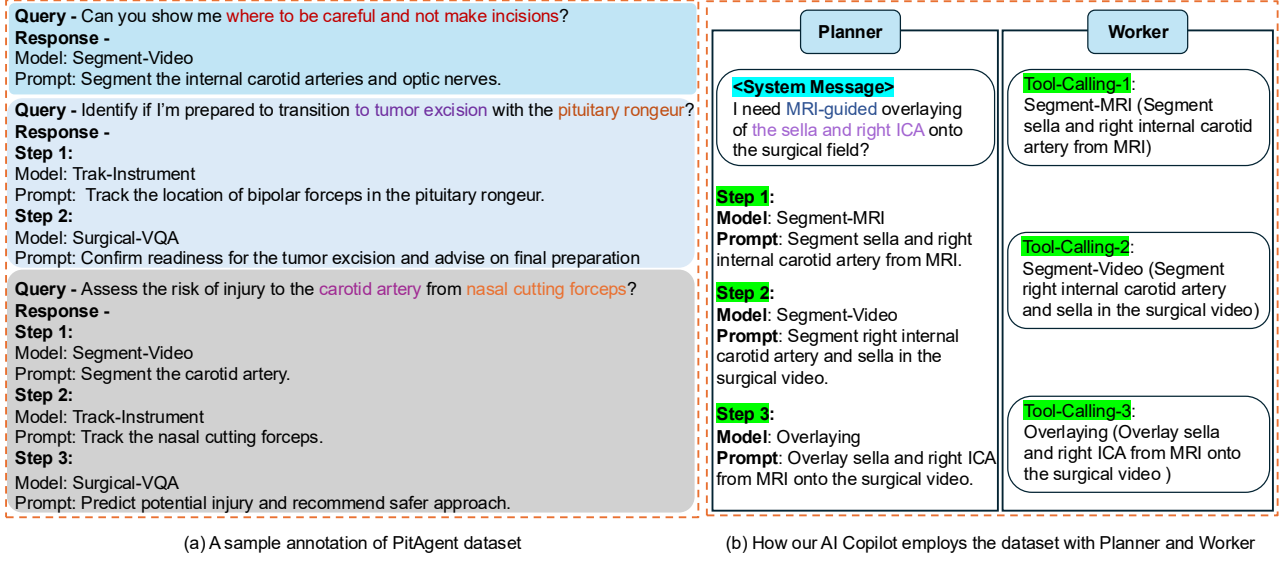 Query - Can you show me where to be careful and not make incisions?
Response -
Model: Segment-Video
Prompt: Segment the internal carotid arteries and optic nerves.
Query - Identify if I'm prepared to transition to tumor excision with the pituitary rongeur?
Response -
Step 1:
Model: Trak-Instrument
Prompt: Track the location of bipolar forceps in the pituitary rongeur.
Step 2:
Model: Surgical-VQA
Prompt: Confirm readiness for the tumor excision and advise on final preparation
Query - Assess the risk of injury to the carotid artery from nasal cutting forceps?
Response -
Step 1:
Model: Segment-Video
Prompt: Segment the carotid artery.
Step 2:
Model: Track-Instrument
Prompt: Track the nasal cutting forceps.
Step 3:
Model: Surgical-VQA
Prompt: Predict potential injury and recommend safer approach.
(a) A sample annotation of PitAgent dataset
Planner
<System Message>
I need MRI-guided overlaying
of the sella and right ICA onto
the surgical field?
Step 1:
Model: Segment-MRI
Prompt: Segment sella and right
internal carotid artery from MRI.
Step 2:
Model: Segment-Video
Prompt: Segment right internal
carotid artery and sella in the
surgical video.
Step 3:
Model: Overlaying
Prompt: Overlay sella and right ICA
from MRI onto the surgical video.
Worker
Tool-Calling-1:
Segment-MRI (Segment
sella and right internal carotid
artery from MRI)
Tool-Calling-2:
Segment-Video (Segment
right internal carotid artery
and sella in the surgical video)
Tool-Calling-3:
Overlaying (Overlay sella
and right ICA from MRI onto
the surgical video )
(b) How our AI Copilot employs the dataset with Planner and Worker